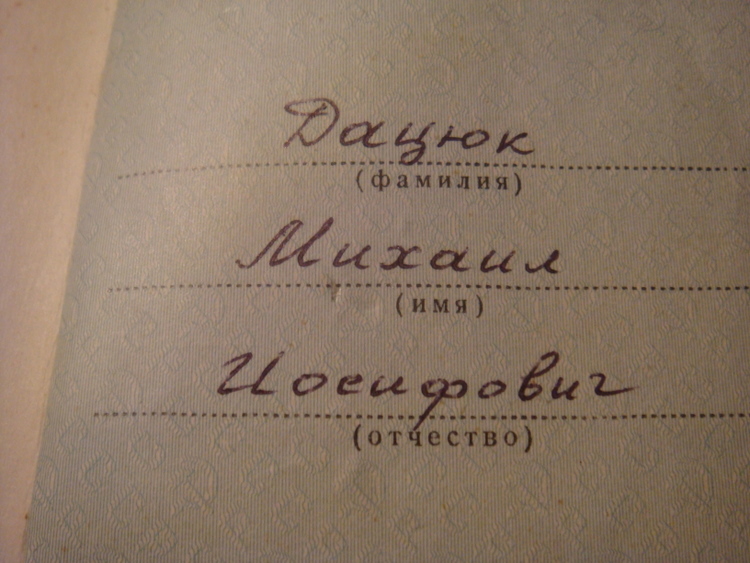 Дацюк
(фамилия)
Михаил
(имя)
Иосифович
(отчество)